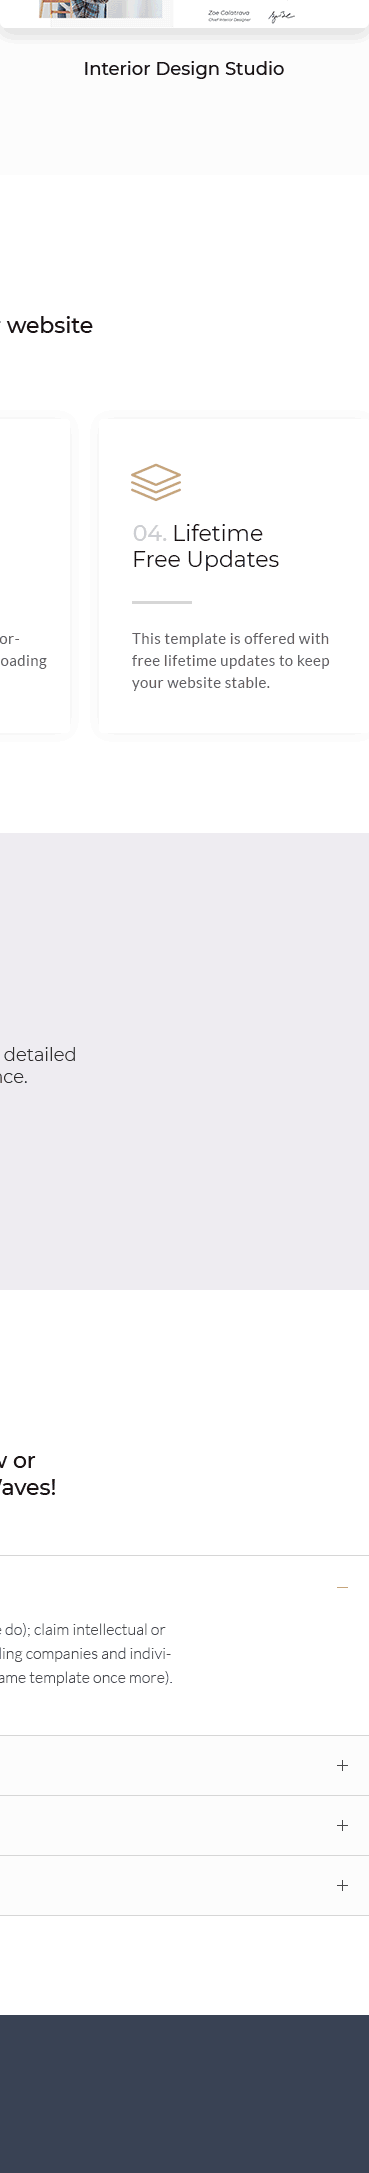 Zoe Calatrava
Chief Interior Designer
Interior Design Studio
website
04. Lifetime
Free Updates
or-
oading
This template is offered with
free lifetime updates to keep
your website stable.
detailed
nce.
or
Waves!
do); claim intellectual or
ding companies and indivi-
ame template once more).